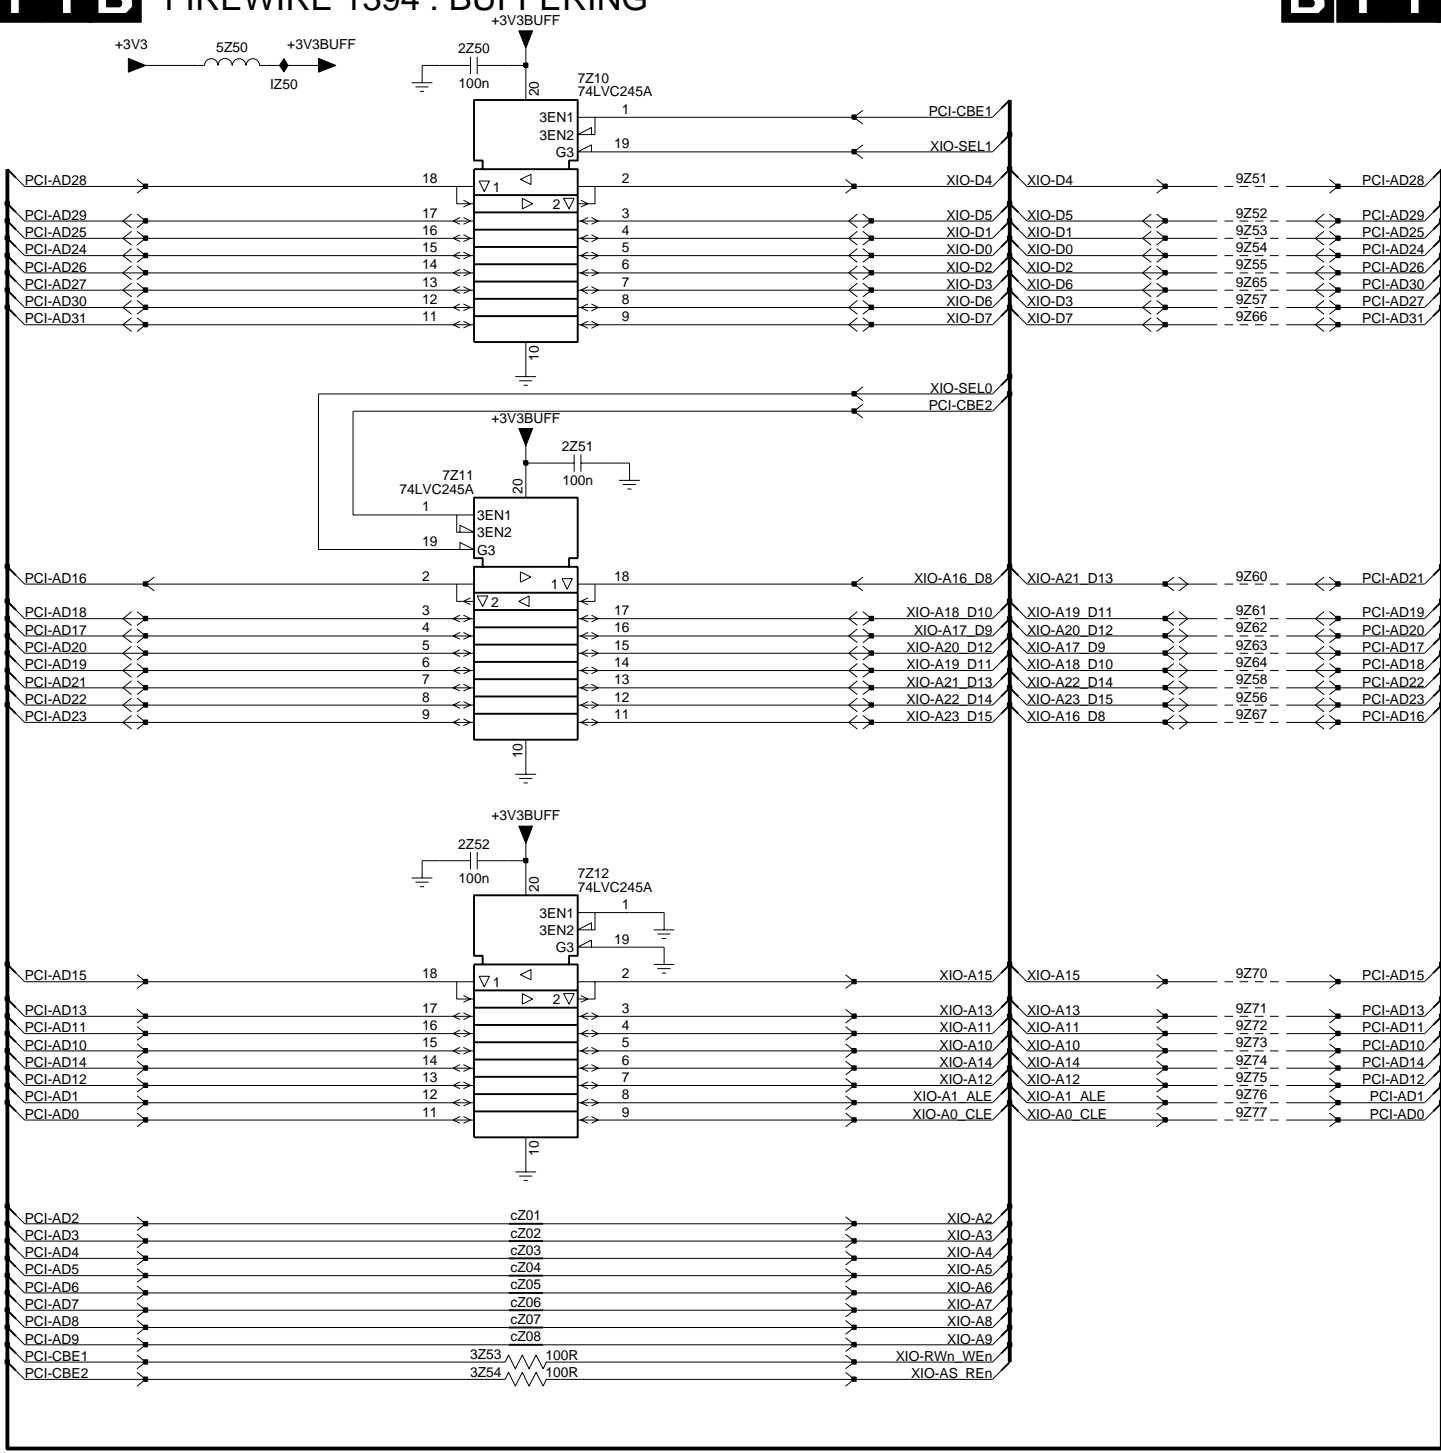 FIREWIRE 1394 : BUFFERING
+3V3 5Z50 +3V3BUFF
IZ50
+3V3BUFF
2Z50
100n
20
7Z10
74LVC245A
3EN1 1 PCI-CBE1
3EN2
G3 19 XIO-SEL1
PCI-AD28 18 1 2 XIO-D4 XIO-D4 9Z51 PCI-AD28
2
PCI-AD29 17 3 XIO-D5 XIO-D5 9Z52 PCI-AD29
PCI-AD25 16 4 XIO-D1 XIO-D1 9Z53 PCI-AD25
PCI-AD24 15 5 XIO-D0 XIO-D0 9Z54 PCI-AD24
PCI-AD26 14 6 XIO-D2 XIO-D2 9Z55 PCI-AD26
PCI-AD27 13 7 XIO-D3 XIO-D6 9Z65 PCI-AD30
PCI-AD30 12 8 XIO-D6 XIO-D3 9Z57 PCI-AD27
PCI-AD31 11 9 XIO-D7 XIO-D7 9Z66 PCI-AD31
10
XIO-SEL0
PCI-CBE2
+3V3BUFF
2Z51
100n
20
7Z11
74LVC245A
1 3EN1
3EN2
19 G3
PCI-AD16 2 1 18 XIO-A16_D8 XIO-A21_D13 9Z60 PCI-AD21
2
PCI-AD18 3 17 XIO-A18_D10 XIO-A19_D11 9Z61 PCI-AD19
PCI-AD17 4 16 XIO-A17_D9 XIO-A20_D12 9Z62 PCI-AD20
PCI-AD20 5 15 XIO-A20_D12 XIO-A17_D9 9Z63 PCI-AD17
PCI-AD19 6 14 XIO-A19_D11 XIO-A18_D10 9Z64 PCI-AD18
PCI-AD21 7 13 XIO-A21_D13 XIO-A22_D14 9Z58 PCI-AD22
PCI-AD22 8 12 XIO-A22_D14 XIO-A23_D15 9Z56 PCI-AD23
PCI-AD23 9 11 XIO-A23_D15 XIO-A16_D8 9Z67 PCI-AD16
10
+3V3BUFF
2Z52
100n
20
7Z12
74LVC245A
3EN1 1
3EN2
G3 19
PCI-AD15 18 1 2 XIO-A15 XIO-A15 9Z70 PCI-AD15
2
PCI-AD13 17 3 XIO-A13 XIO-A13 9Z71 PCI-AD13
PCI-AD11 16 4 XIO-A11 XIO-A11 9Z72 PCI-AD11
PCI-AD10 15 5 XIO-A10 XIO-A10 9Z73 PCI-AD10
PCI-AD14 14 6 XIO-A14 XIO-A14 9Z74 PCI-AD14
PCI-AD12 13 7 XIO-A12 XIO-A12 9Z75 PCI-AD12
PCI-AD1 12 8 XIO-A1_ALE XIO-A1_ALE 9Z76 PCI-AD1
PCI-AD0 11 9 XIO-A0_CLE XIO-A0_CLE 9Z77 PCI-AD0
10
PCI-AD2 cZ01 XIO-A2
PCI-AD3 cZ02 XIO-A3
PCI-AD4 cZ03 XIO-A4
PCI-AD5 cZ04 XIO-A5
PCI-AD6 cZ05 XIO-A6
PCI-AD7 cZ06 XIO-A7
PCI-AD8 cZ07 XIO-A8
PCI-AD9 cZ08 XIO-A9
PCI-CBE1 3Z53 100R XIO-RWn_WEn
PCI-CBE2 3Z54 100R XIO-AS_REn